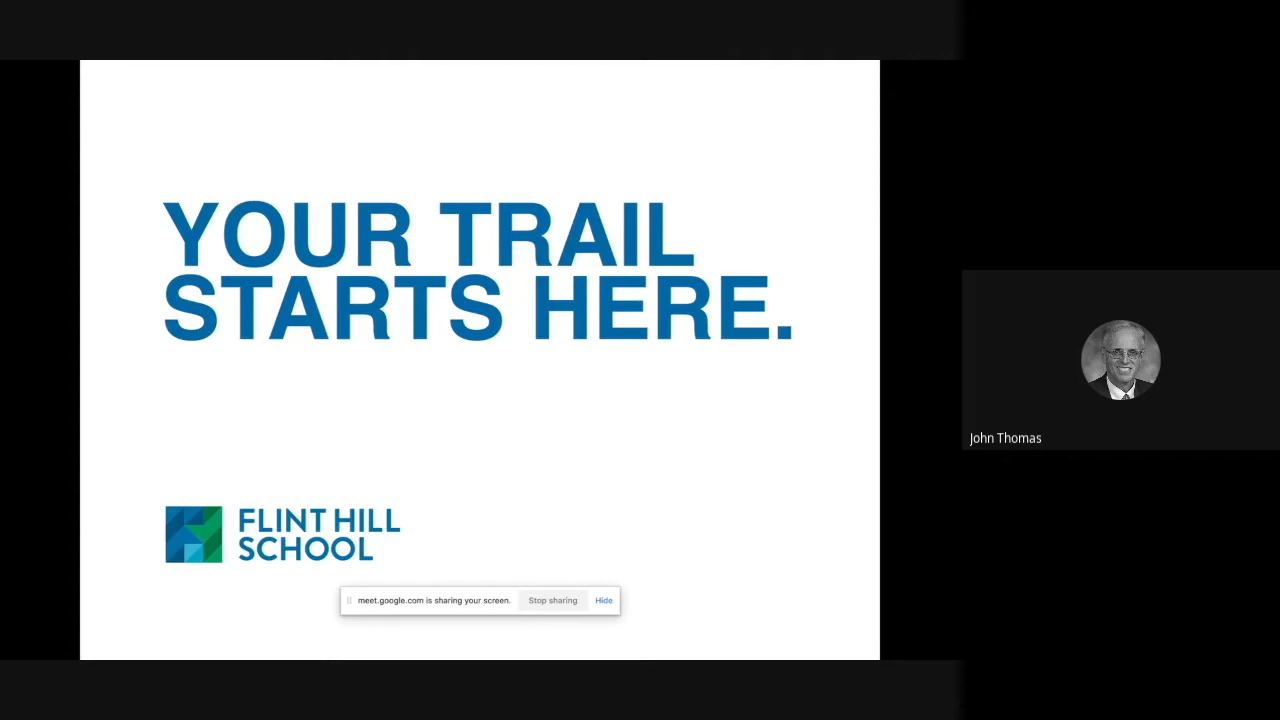 YOUR TRAIL
STARTS HERE.
FLINT HILL
SCHOOL
meet.google.com is sharing your screen. Stop sharing Hide
John Thomas